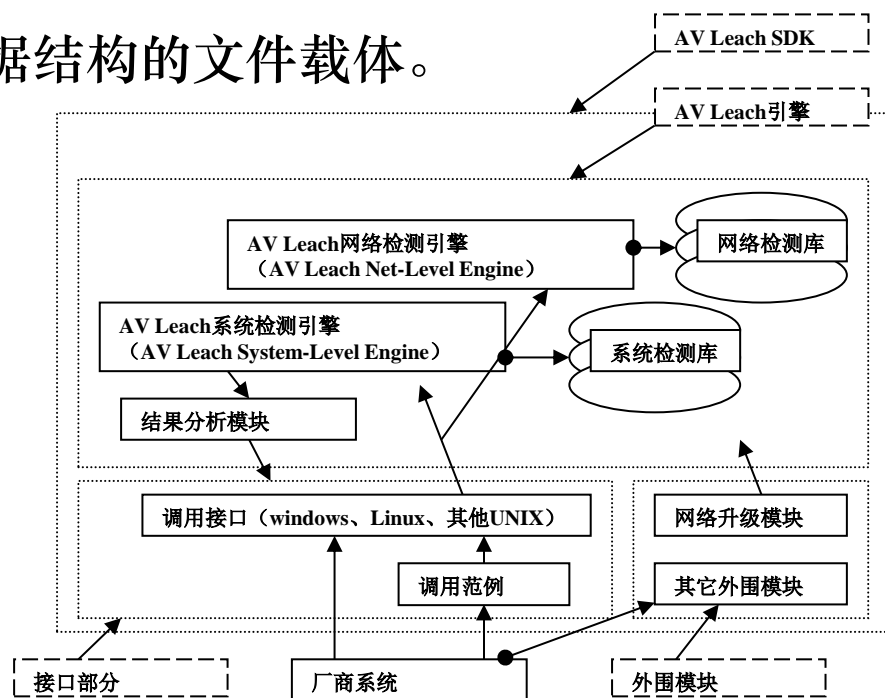 据结构的文件载体。
AV Leach SDK
AV Leach引擎
AV Leach网络检测引擎
（AV Leach Net-Level Engine）
网络检测库
AV Leach系统检测引擎
（AV Leach System-Level Engine）
系统检测库
结果分析模块
调用接口（windows、Linux、其他UNIX）
网络升级模块
调用范例
其它外围模块
接口部分
厂商系统
外围模块